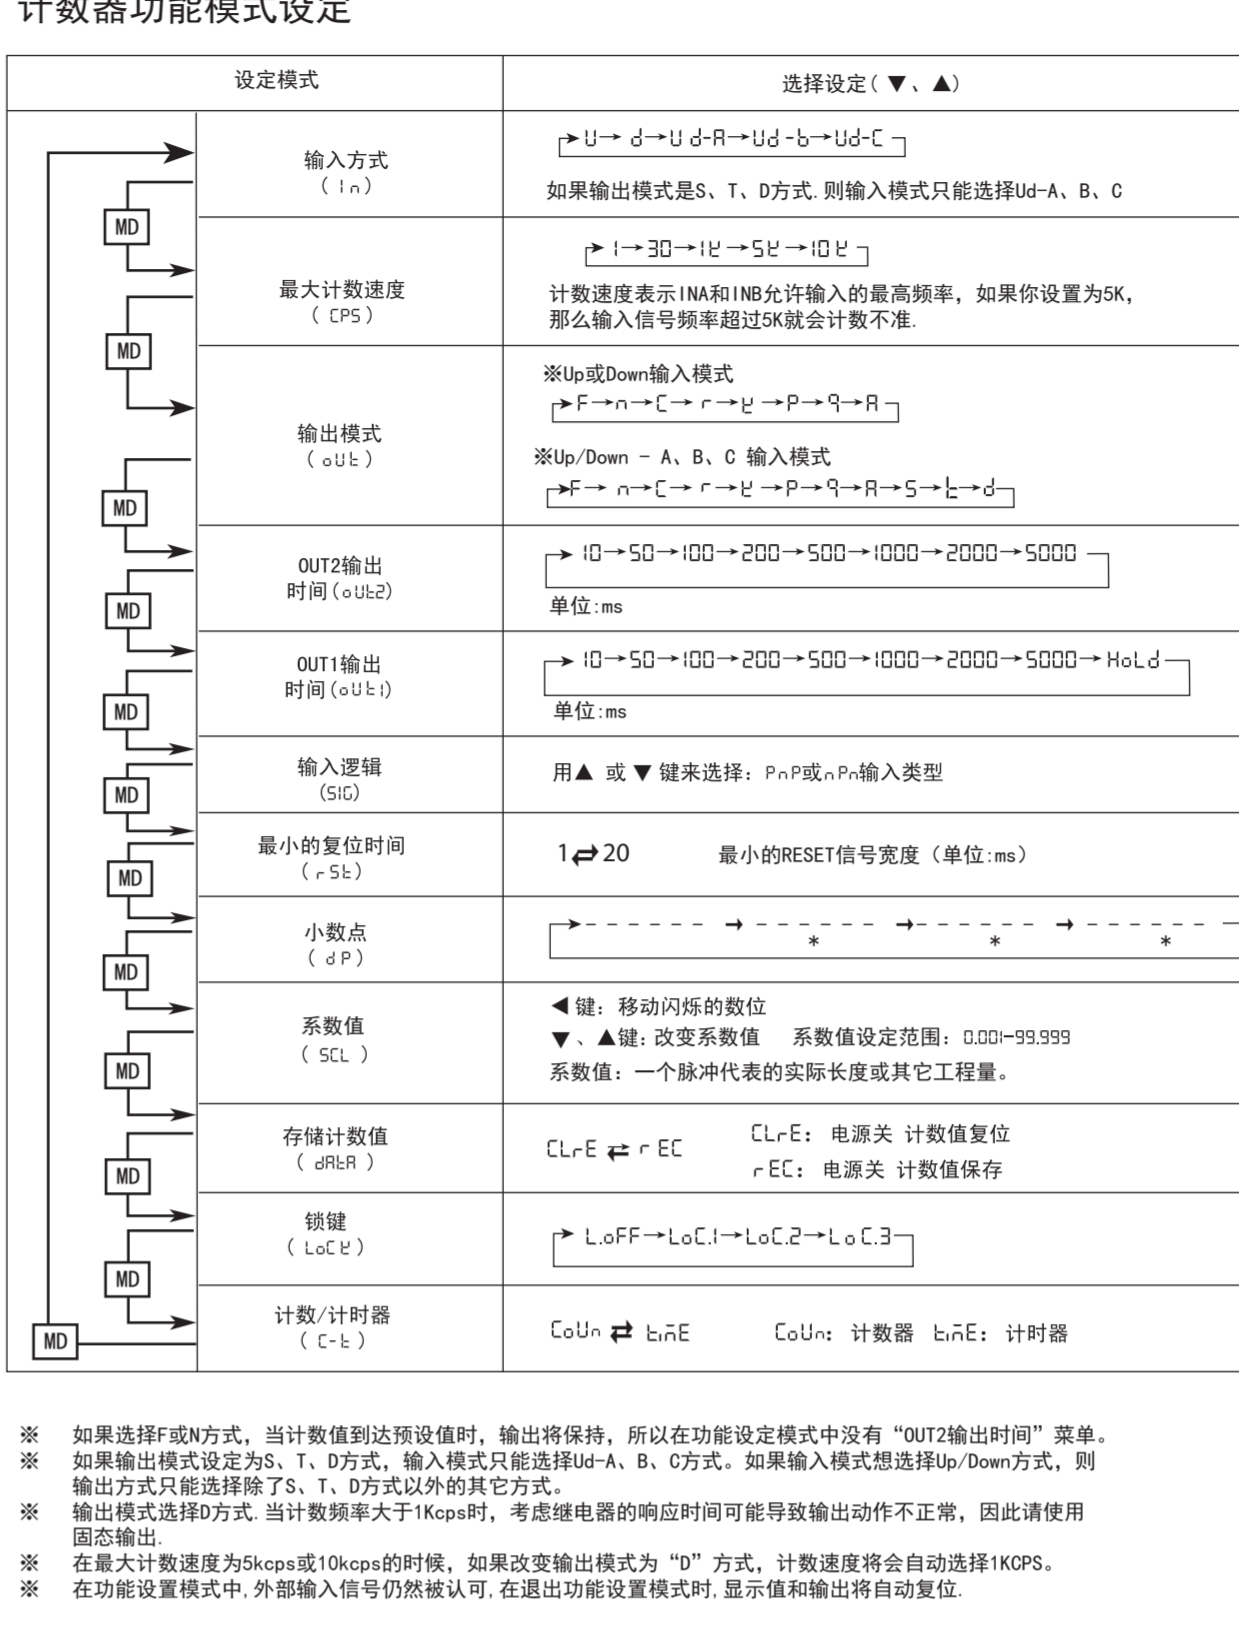 计数器功能模式设定
设定模式
选择设定(▼、▲)
输入方式
(In)
U→d→Ud-A→Ud-b→Ud-C
如果输出模式是S、T、D方式.则输入模式只能选择Ud-A、B、C
MD
最大计数速度
(CPS)
1→30→1K→5K→10K
计数速度表示INA和INB允许输入的最高频率，如果你设置为5K，
那么输入信号频率超过5K就会计数不准.
MD
输出模式
(oUt)
※Up或Down输入模式
F→n→C→r→K→P→q→A
※Up/Down - A、B、C 输入模式
F→n→C→r→K→P→q→A→S→t→d
MD
OUT2输出
时间(oUt2)
10→50→100→200→500→1000→2000→5000
单位:ms
MD
OUT1输出
时间(oUt1)
10→50→100→200→500→1000→2000→5000→HoLd
单位:ms
MD
输入逻辑
(SIG)
用▲ 或 ▼ 键来选择：PnP或nPn输入类型
MD
最小的复位时间
(rSt)
1⇄20 最小的RESET信号宽度（单位:ms）
MD
小数点
(dP)
------ → ------ → ------ → ------
* * *
MD
系数值
(SCL)
◀ 键：移动闪烁的数位
▼、▲键：改变系数值 系数值设定范围：0.001-99.999
系数值：一个脉冲代表的实际长度或其它工程量。
MD
存储计数值
(dAtA)
CLrE ⇄ rEC
CLrE：电源关 计数值复位
rEC：电源关 计数值保存
MD
锁键
(LoCK)
L.oFF→LoC.1→LoC.2→LoC.3
MD
计数/计时器
(C-t)
CoUn ⇄ timE CoUn：计数器 timE：计时器
MD
MD
※ 如果选择F或N方式，当计数值到达预设值时，输出将保持，所以在功能设定模式中没有“OUT2输出时间”菜单。
※ 如果输出模式设定为S、T、D方式，输入模式只能选择Ud-A、B、C方式。如果输入模式想选择Up/Down方式，则
输出方式只能选择除了S、T、D方式以外的其它方式。
※ 输出模式选择D方式.当计数频率大于1Kcps时，考虑继电器的响应时间可能导致输出动作不正常，因此请使用
固态输出.
※ 在最大计数速度为5kcps或10kcps的时候，如果改变输出模式为“D”方式，计数速度将会自动选择1KCPS。
※ 在功能设置模式中,外部输入信号仍然被认可,在退出功能设置模式时,显示值和输出将自动复位.